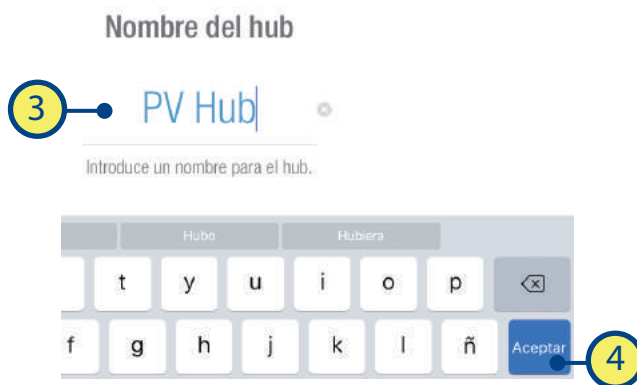 Nombre del hub
3
PV Hub
Introduce un nombre para el hub.
Hubo Hubiera
t y u i o p
f g h j k l ñ Aceptar
4